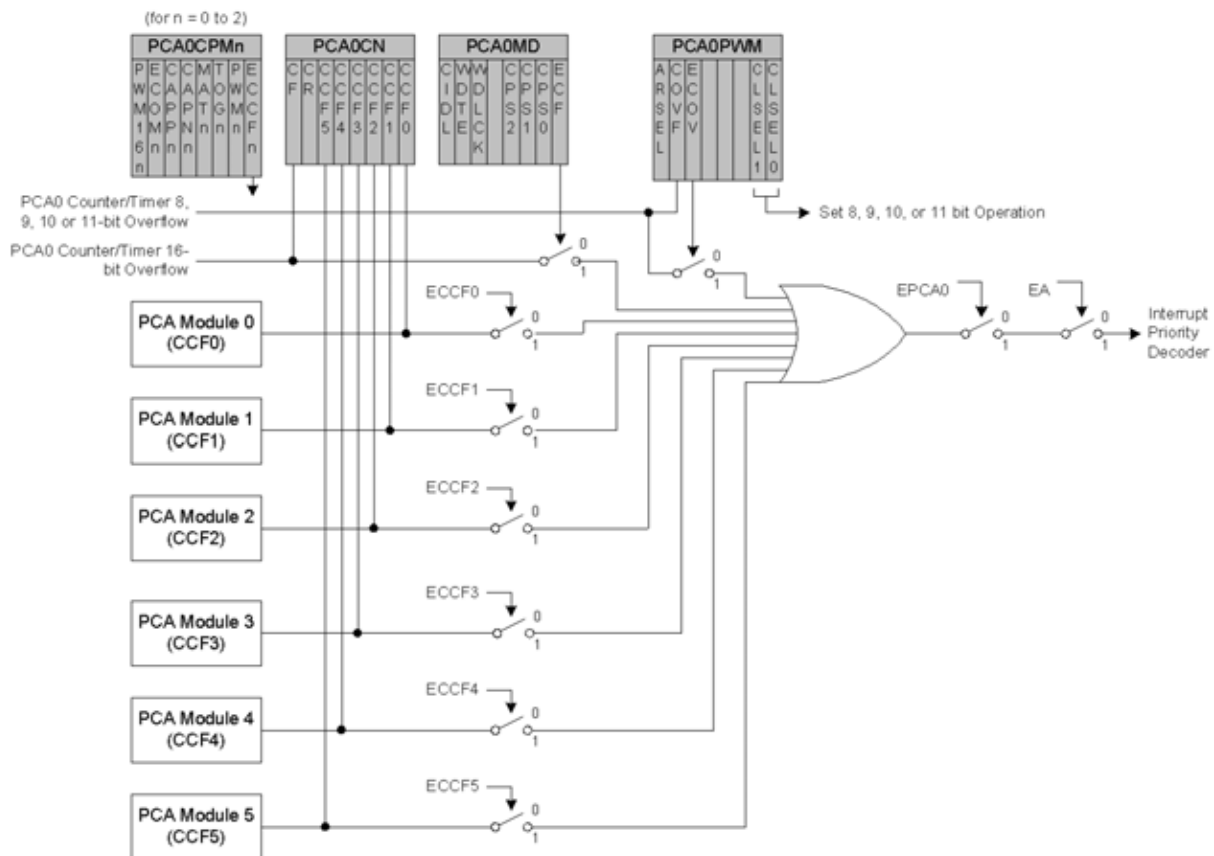 (for n = 0 to 2)
PCA0CPMn
PWM16n
ECOMn
CAPPn
CAPNn
MATn
TOGn
PWMn
ECCFn
PCA0CN
CF
CR
CCF5
CCF4
CCF3
CCF2
CCF1
CCF0
PCA0MD
CIDL
WDTE
WDLCK
CPS2
CPS1
CPS0
ECF
PCA0PWM
ARSEL
COVF
ECOV
CLSEL1
CLSEL0
PCA0 Counter/Timer 8,
9, 10 or 11-bit Overflow
Set 8, 9, 10, or 11 bit Operation
PCA0 Counter/Timer 16-
bit Overflow
0
1
0
1
PCA Module 0
(CCF0)
ECCF0
0
1
EPCA0
0
1
EA
0
1
Interrupt
Priority
Decoder
PCA Module 1
(CCF1)
ECCF1
0
1
PCA Module 2
(CCF2)
ECCF2
0
1
PCA Module 3
(CCF3)
ECCF3
0
1
PCA Module 4
(CCF4)
ECCF4
0
1
PCA Module 5
(CCF5)
ECCF5
0
1